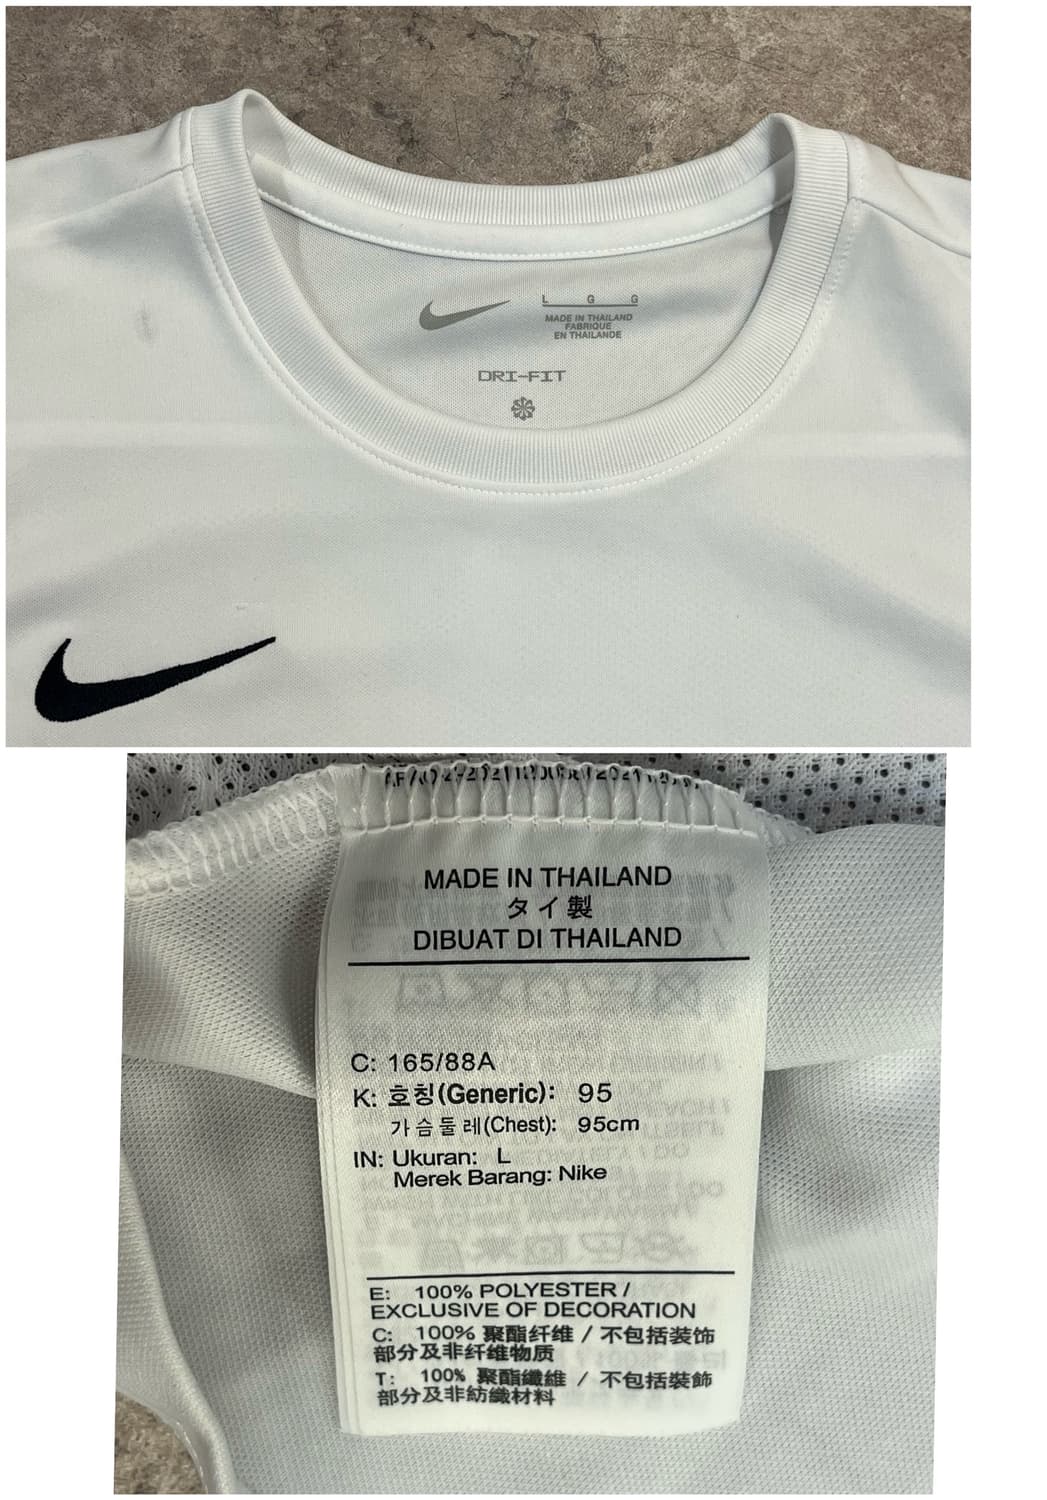 L G G
MADE IN THAILAND
FABRIQUE
EN THAILANDE
DRI-FIT
MADE IN THAILAND
タイ製
DIBUAT DI THAILAND
C: 165/88A
K: 호칭(Generic): 95
가슴둘레(Chest): 95cm
IN: Ukuran: L
Merek Barang: Nike
E: 100% POLYESTER /
EXCLUSIVE OF DECORATION
C: 100% 聚酯纤维 / 不包括装饰
部分及非纤维物质
T: 100% 聚酯纖維 / 不包括裝飾
部分及非紡織材料